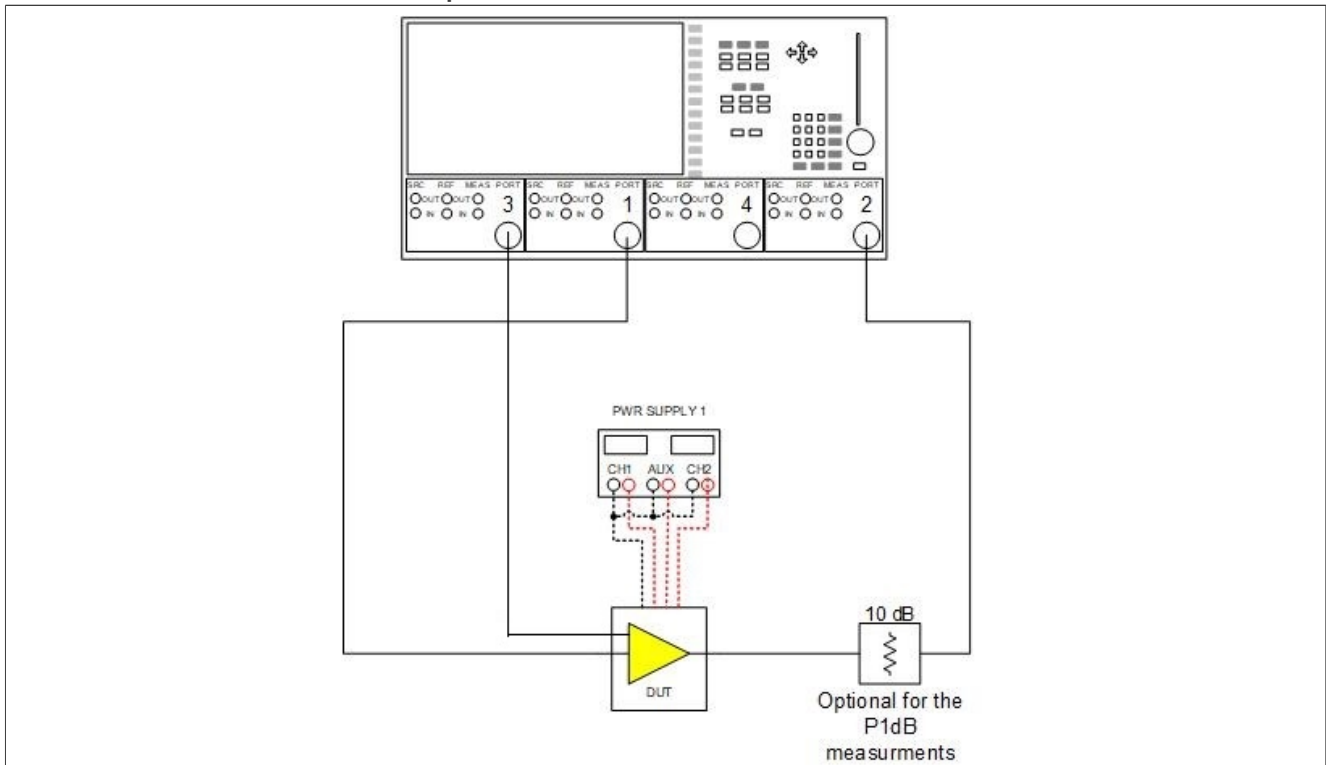 SRC REF MEAS PORT SRC REF MEAS PORT SRC REF MEAS PORT SRC REF MEAS PORT
OUT OUT 3 OUT OUT 1 OUT OUT 4 OUT OUT 2
IN IN IN IN IN IN IN IN
PWR SUPPLY 1
CH1 AUX CH2
10 dB
DUT
Optional for the
P1dB
measurments